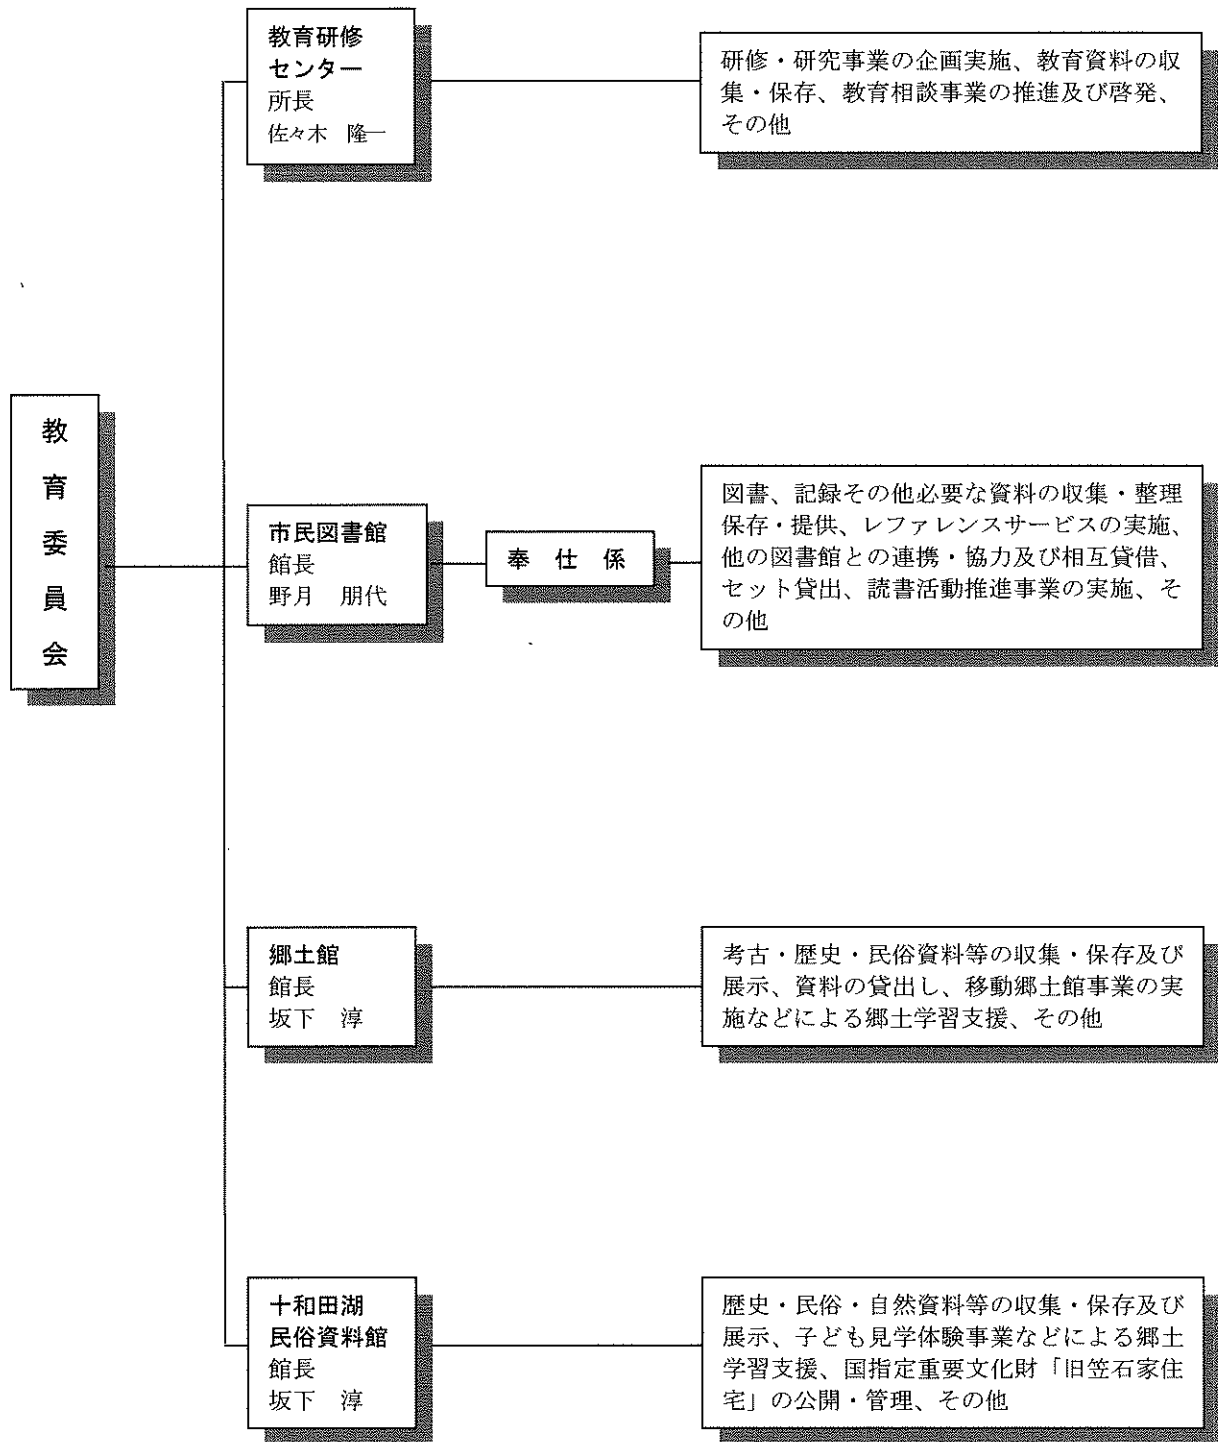 教育委員会
教育研修
センター
所長
佐々木　隆一
研修・研究事業の企画実施、教育資料の収
集・保存、教育相談事業の推進及び啓発、
その他
市民図書館
館長
野月　朋代
奉　仕　係
図書、記録その他必要な資料の収集・整理
保存・提供、レファレンスサービスの実施、
他の図書館との連携・協力及び相互貸借、
セット貸出、読書活動推進事業の実施、そ
の他
郷土館
館長
坂下　淳
考古・歴史・民俗資料等の収集・保存及び
展示、資料の貸出し、移動郷土館事業の実
施などによる郷土学習支援、その他
十和田湖
民俗資料館
館長
坂下　淳
歴史・民俗・自然資料等の収集・保存及び
展示、子ども見学体験事業などによる郷土
学習支援、国指定重要文化財「旧笠石家住
宅」の公開・管理、その他